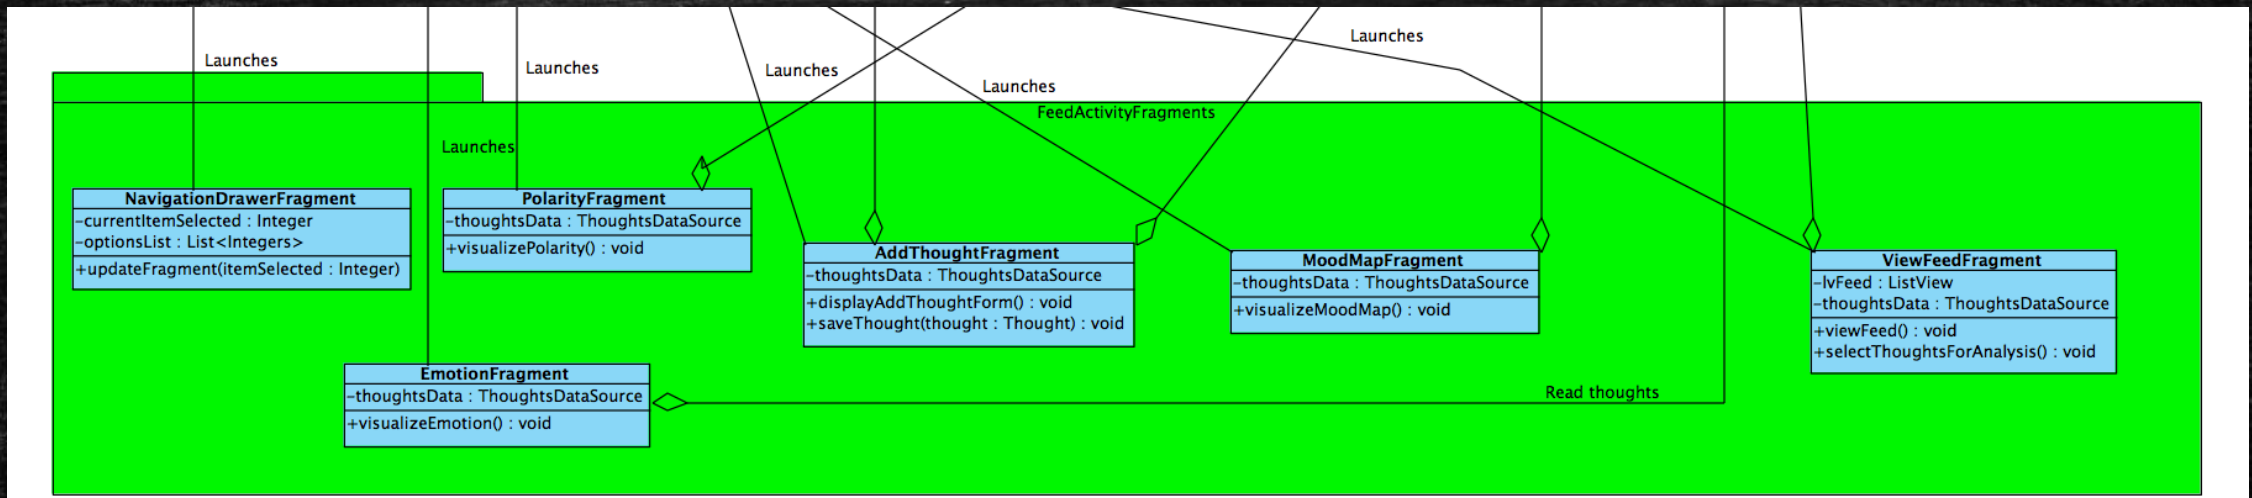 Launches
Launches
Launches
Launches
Launches
FeedActivityFragments
Launches
NavigationDrawerFragment
-currentItemSelected : Integer
-optionsList : List<Integers>
+updateFragment(itemSelected : Integer)
PolarityFragment
-thoughtsData : ThoughtsDataSource
+visualizePolarity() : void
AddThoughtFragment
-thoughtsData : ThoughtsDataSource
+displayAddThoughtForm() : void
+saveThought(thought : Thought) : void
MoodMapFragment
-thoughtsData : ThoughtsDataSource
+visualizeMoodMap() : void
ViewFeedFragment
-lvFeed : ListView
-thoughtsData : ThoughtsDataSource
+viewFeed() : void
+selectThoughtsForAnalysis() : void
EmotionFragment
-thoughtsData : ThoughtsDataSource
+visualizeEmotion() : void
Read thoughts